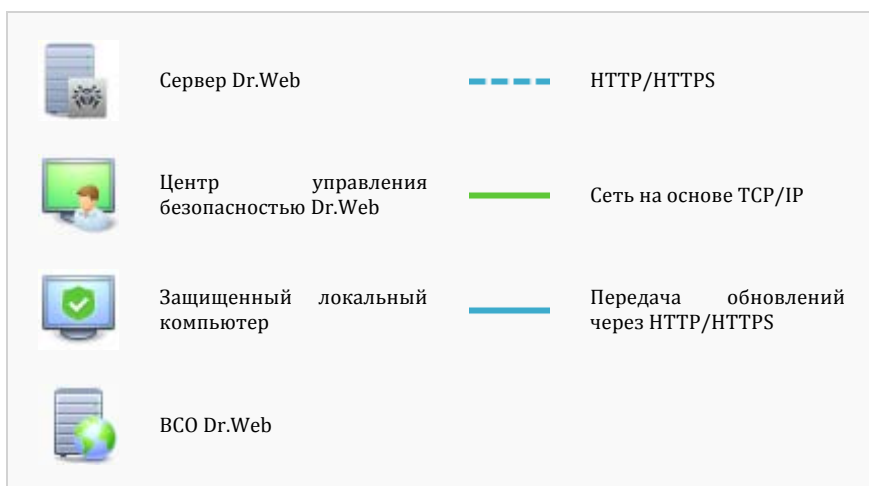 Сервер Dr.Web
HTTP/HTTPS
Центр управления
безопасностью Dr.Web
Сеть на основе TCP/IP
Защищенный локальный
компьютер
Передача обновлений
через HTTP/HTTPS
ВСО Dr.Web